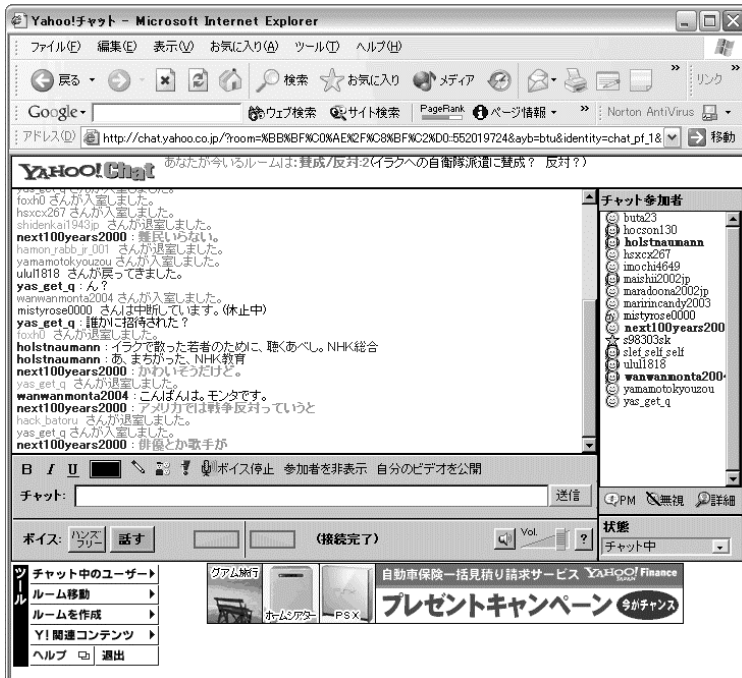 Yahoo!チャット - Microsoft Internet Explorer
ファイル(F) 編集(E) 表示(V) お気に入り(A) ツール(T) ヘルプ(H)
戻る 検索 お気に入り メディア » リンク »
Google ウェブ検索 サイト検索 PageRank ページ情報 » Norton AntiVirus
アドレス(D) http://chat.yahoo.co.jp/?room=%BB%BF%C0%AE%2F%C8%BF%C2%D0:552019724&ayb=btu&identity=chat_pf_1& 移動
YAHOO! Chat あなたが今いるルームは:賛成/反対:2(イラクへの自衛隊派遣に賛成? 反対?)
yas_get_q さんが入室しました。
foxh0 さんが入室しました。
hsxcx267 さんが入室しました。
shidenkai1943jp さんが退室しました。
next100years2000 : 難民いらない。
hamon_rabb_jr_001 さんが退室しました。
yamamotokyouzou さんが入室しました。
ulul1818 さんが戻ってきました。
yas_get_q : ん?
wanwanmonta2004 さんが入室しました。
mistyrose0000 さんは中断しています。(休止中)
yas_get_q : 誰かに招待された?
foxh0 さんが退室しました。
holstnaumann : イラクで散った若者のために、聴くあべし。NHK総合
holstnaumann : あ、まちがった、NHK教育
next100years2000 : かわいそうだけど。
yas_get_q さんが退室しました。
wanwanmonta2004 : こんばんは。モンタです。
next100years2000 : アメリカでは戦争反対っていうと
hack_batoru さんが退室しました。
yas_get_q さんが入室しました。
next100years2000 : 俳優とか歌手が
チャット参加者
buta23
hocson130
holstnaumann
hsxcx267
imochi4649
maishii2002jp
maradoona2002jp
maririncandy2003
mistyrose0000
next100years200
s98303sk
slef_self_self
ulul1818
wanwanmonta200
yamamotokyouzou
yas_get_q
B I U ボイス停止 参加者を非表示 自分のビデオを公開
チャット: 送信
PM 無視 詳細
ボイス: ハンズフリー 話す (接続完了) Vol. ?
状態
チャット中
ツール
チャット中のユーザー
ルーム移動
ルームを作成
Y!関連コンテンツ
ヘルプ 退出
グアム旅行 ホームシアター PSX
自動車保険一括見積り請求サービス YAHOO! Finance
プレゼントキャンペーン 今がチャンス